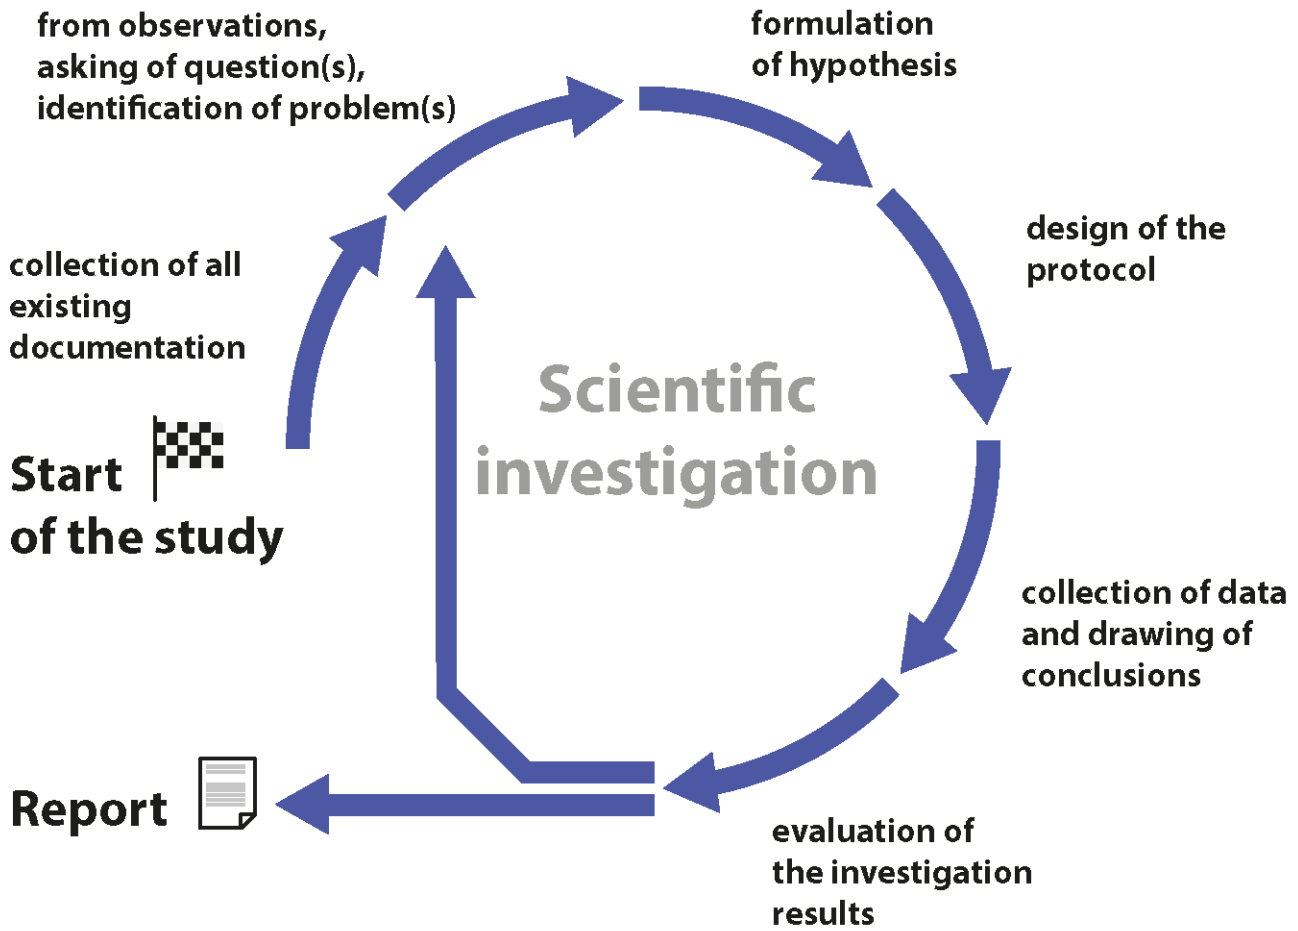 from observations,
asking of question(s),
identification of problem(s)
formulation
of hypothesis
design of the
protocol
collection of all
existing
documentation
Scientific
investigation
Start
of the study
collection of data
and drawing of
conclusions
Report
evaluation of
the investigation
results